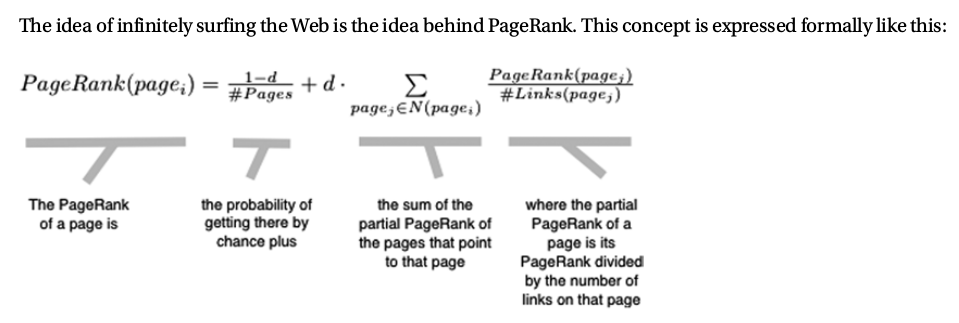 The idea of infinitely surfing the Web is the idea behind PageRank. This concept is expressed formally like this:
PageRank(page_i) = \frac{1-d}{\#Pages} + d \cdot \sum_{page_j \in N(page_i)} \frac{PageRank(page_j)}{\#Links(page_j)}
The PageRank
of a page is
the probability of
getting there by
chance plus
the sum of the
partial PageRank of
the pages that point
to that page
where the partial
PageRank of a
page is its
PageRank divided
by the number of
links on that page